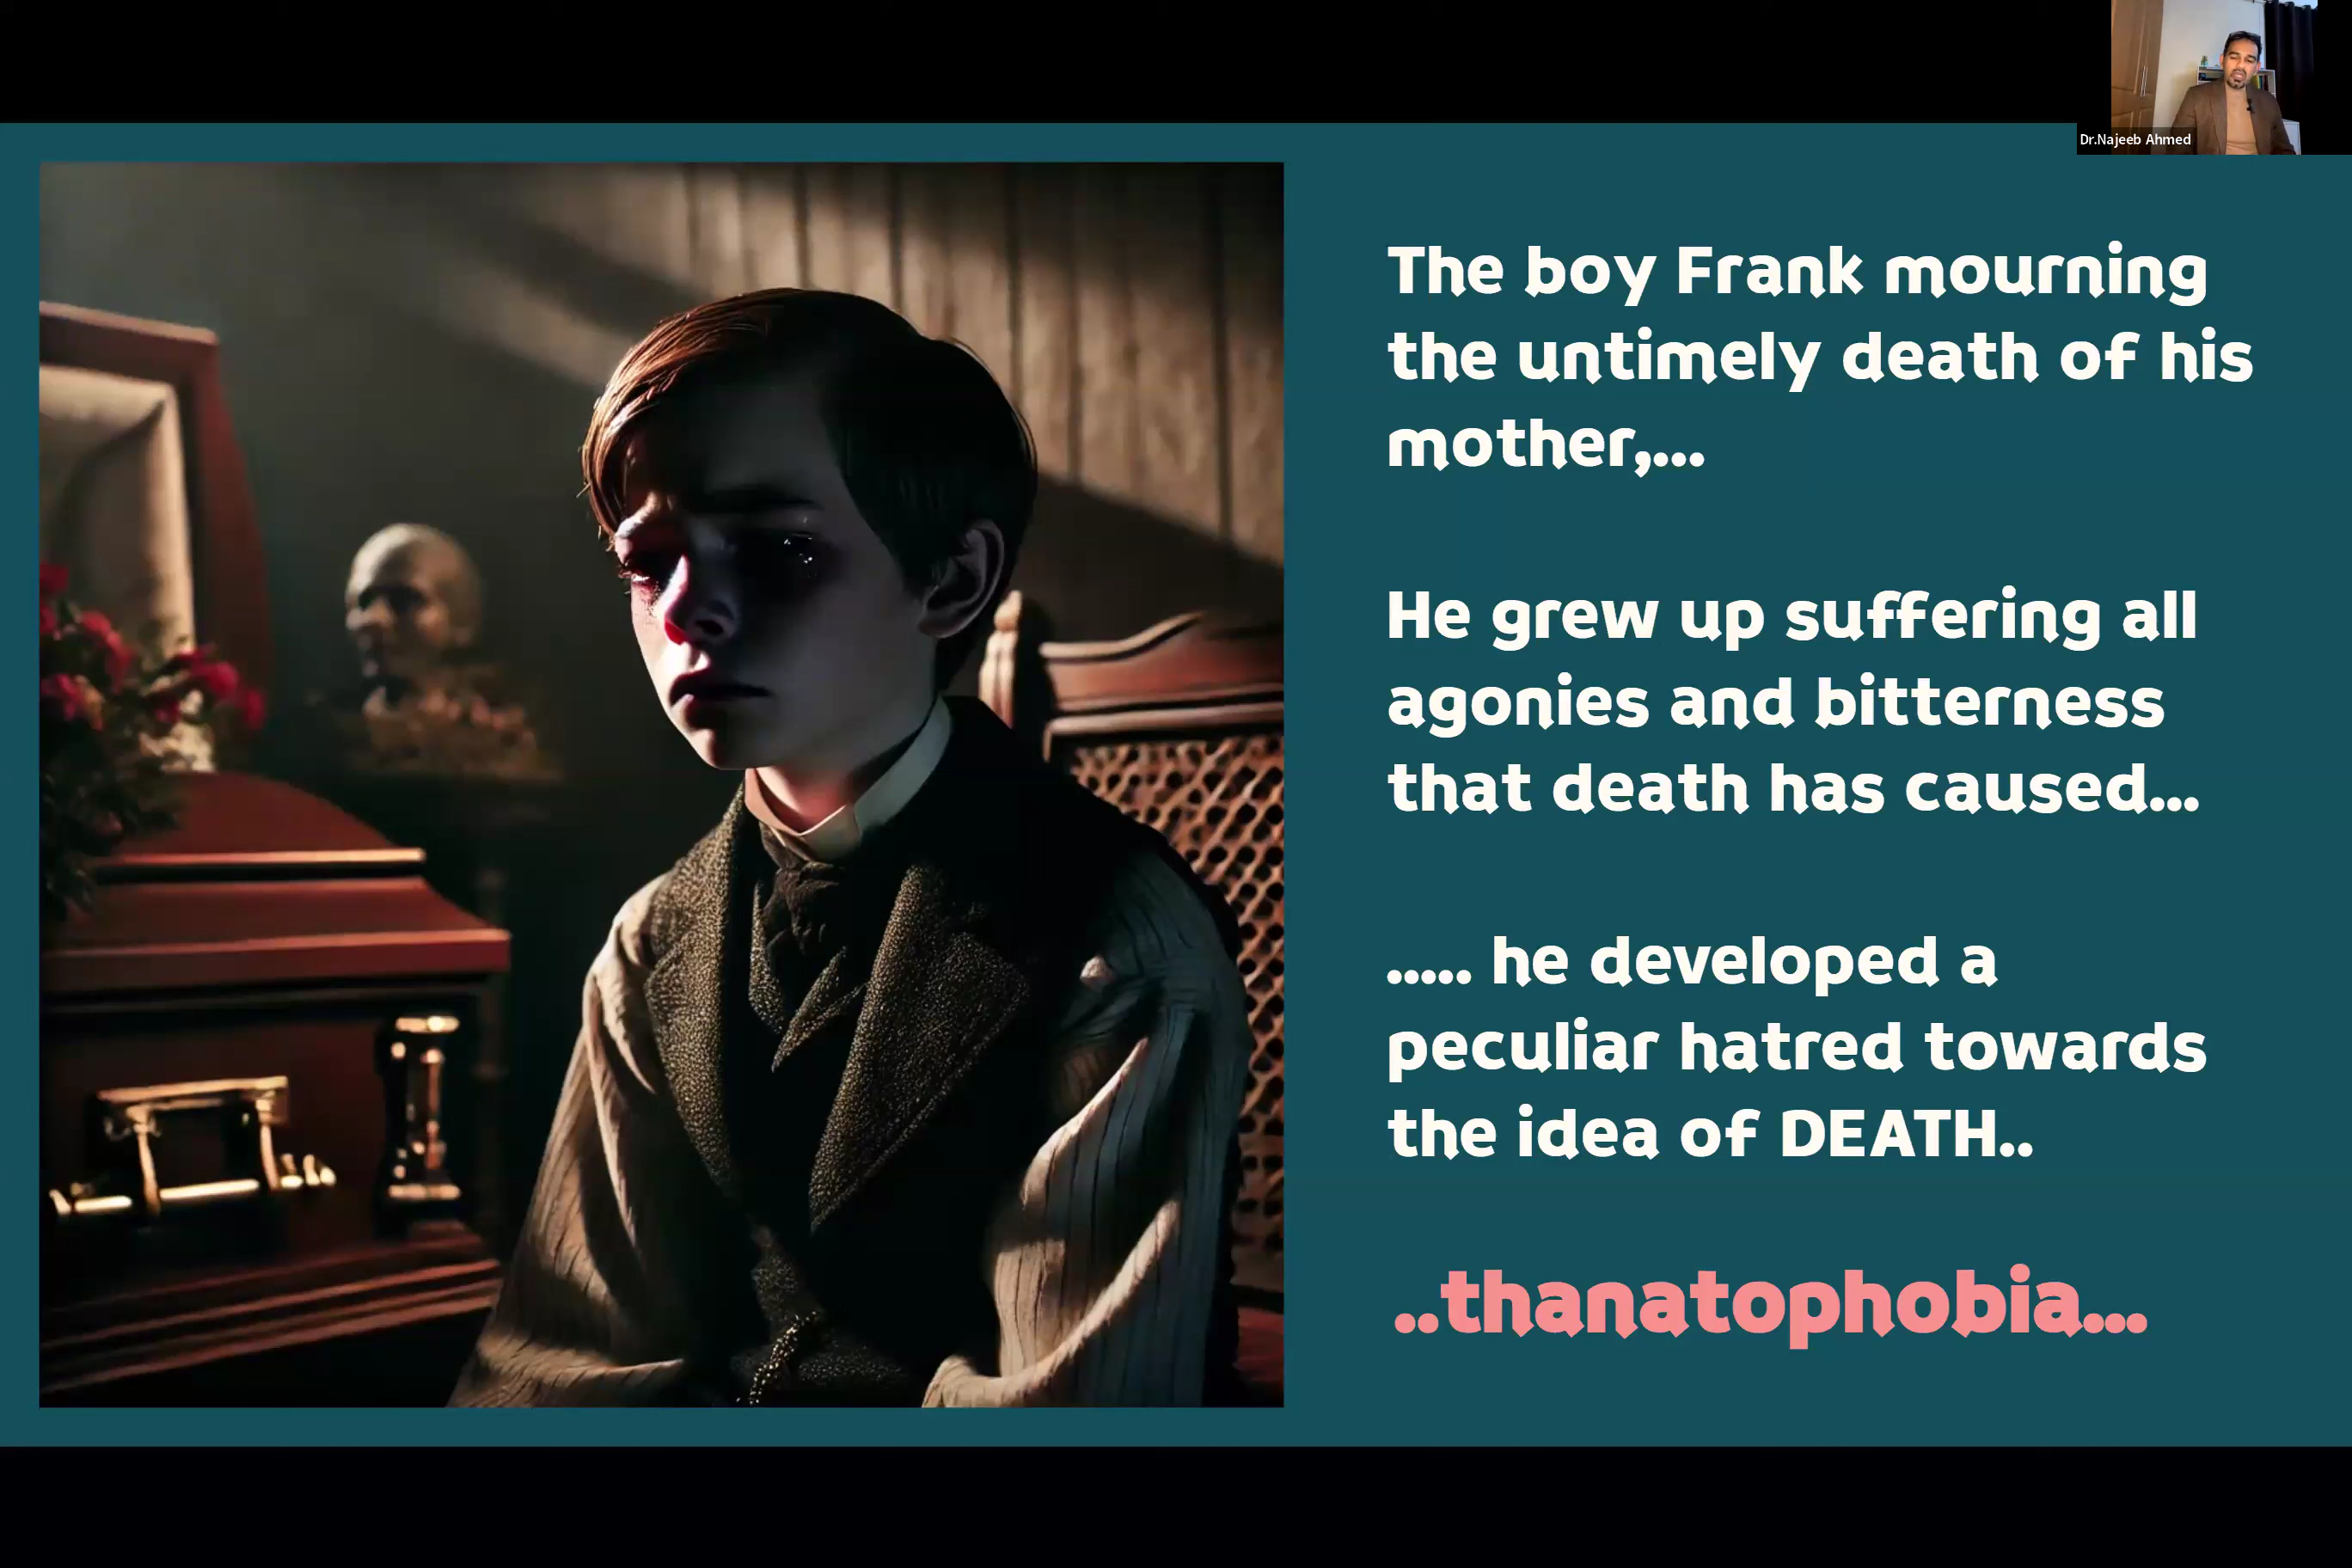 Dr.Najeeb Ahmed
The boy Frank mourning
the untimely death of his
mother,...
He grew up suffering all
agonies and bitterness
that death has caused...
..... he developed a
peculiar hatred towards
the idea of DEATH..
..thanatophobia...